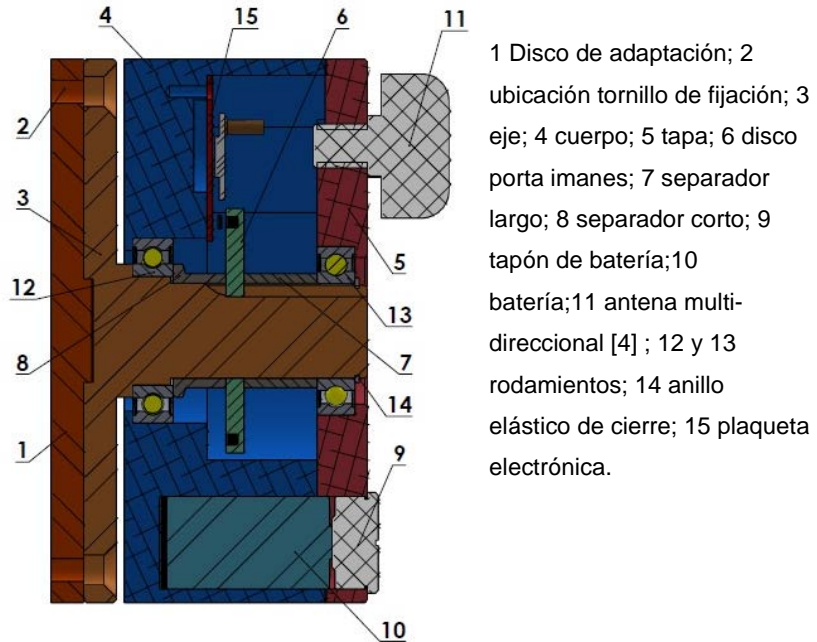 4
15
6
11
2
3
12
8
1
5
13
7
14
9
10
1 Disco de adaptación; 2
ubicación tornillo de fijación; 3
eje; 4 cuerpo; 5 tapa; 6 disco
porta imanes; 7 separador
largo; 8 separador corto; 9
tapón de batería;10
batería;11 antena multi-
direccional [4] ; 12 y 13
rodamientos; 14 anillo
elástico de cierre; 15 plaqueta
electrónica.